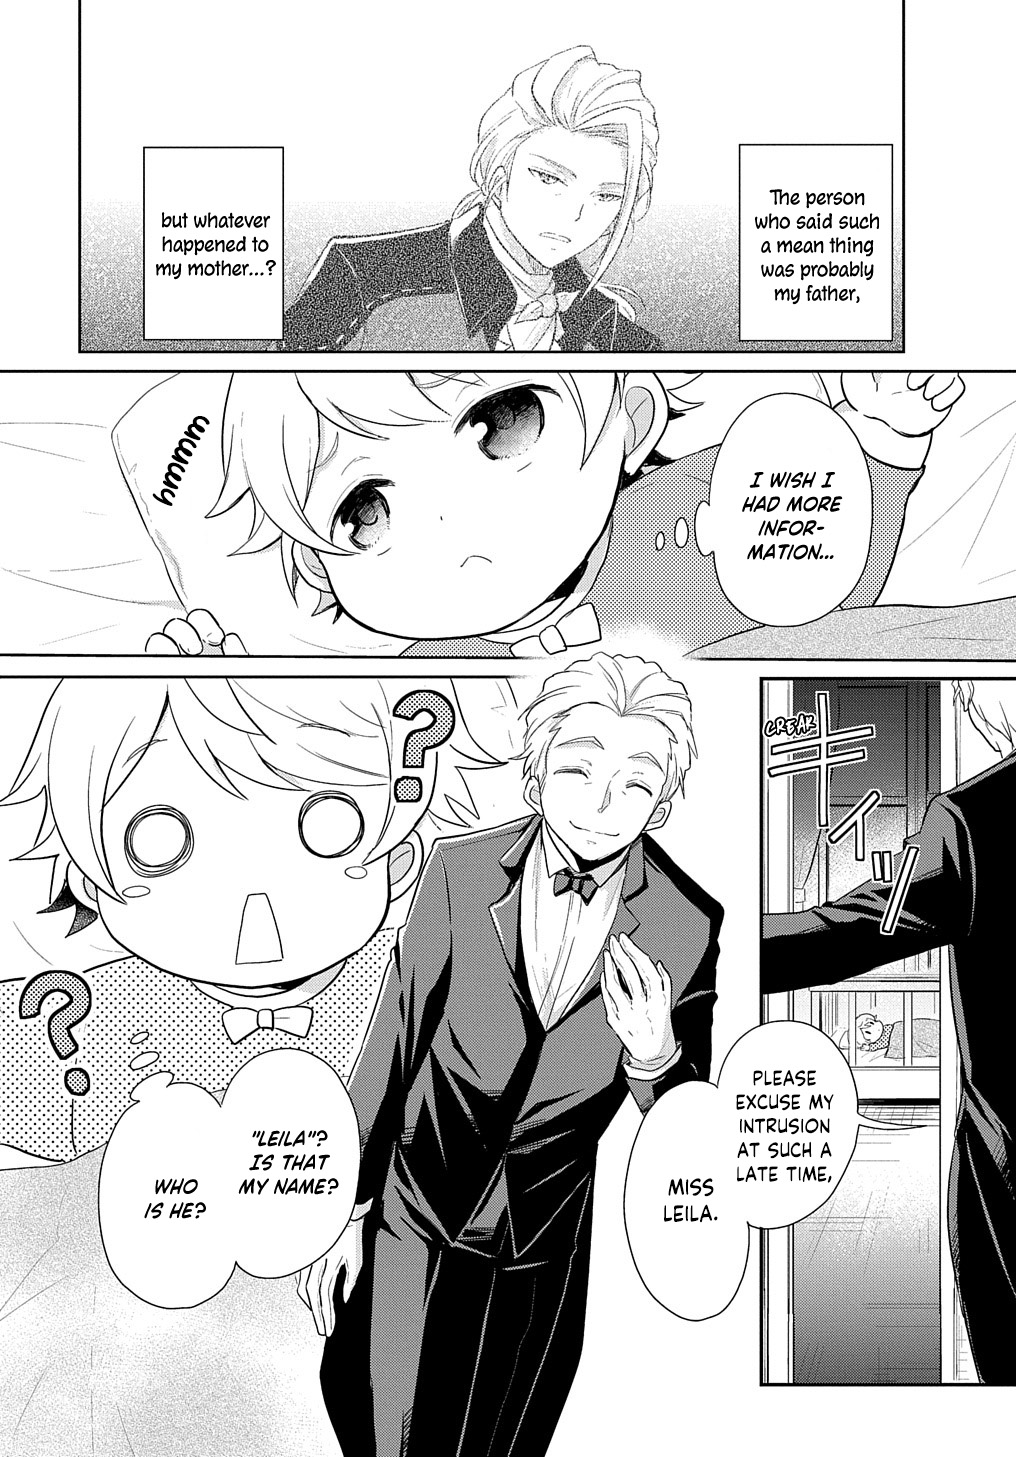 The person
who said such
a mean thing
was probably
my father,
but whatever
happened to
my mother...?
I WISH I
HAD MORE
INFOR-
MATION...
hmmmm
CREAK
キイ...
PLEASE
EXCUSE MY
INTRUSION
AT SUCH A
LATE TIME,
MISS
LEILA.
?
"LEILA"?
IS THAT
MY NAME?
WHO
IS HE?
?